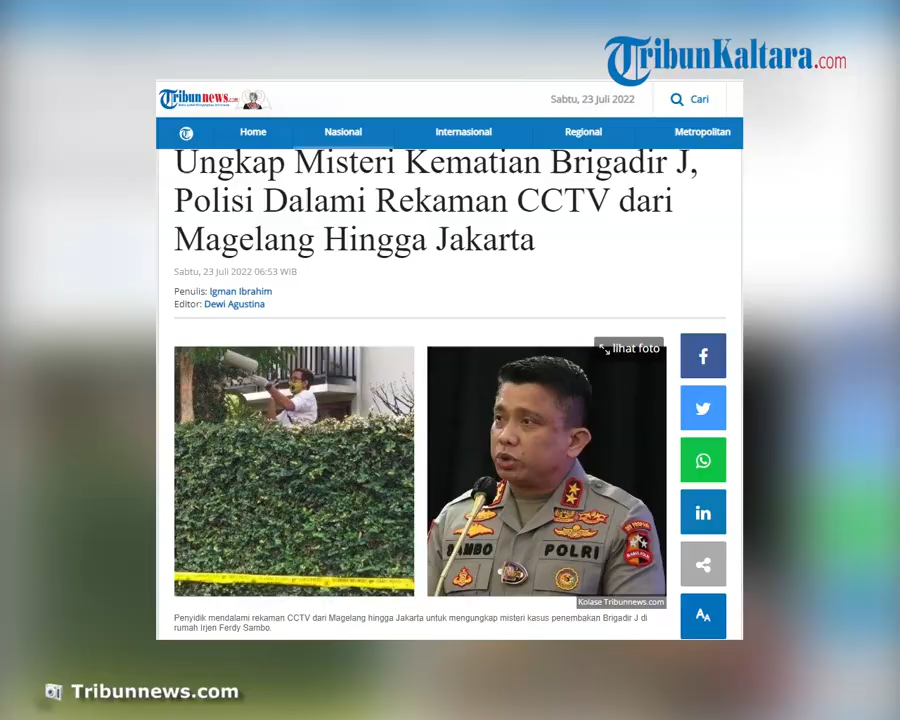 TribunKaltara.com
Tribunnews.com
Sabtu, 23 Juli 2022
Cari
Home
Nasional
Internasional
Regional
Metropolitan
Ungkap Misteri Kematian Brigadir J,
Polisi Dalami Rekaman CCTV dari
Magelang Hingga Jakarta
Sabtu, 23 Juli 2022 06:53 WIB
Penulis: Igman Ibrahim
Editor: Dewi Agustina
lihat foto
SAMBO
POLRI
Kolase Tribunnews.com
Penyidik mendalami rekaman CCTV dari Magelang hingga Jakarta untuk mengungkap misteri kasus penembakan Brigadir J di
rumah Irjen Ferdy Sambo.
Tribunnews.com